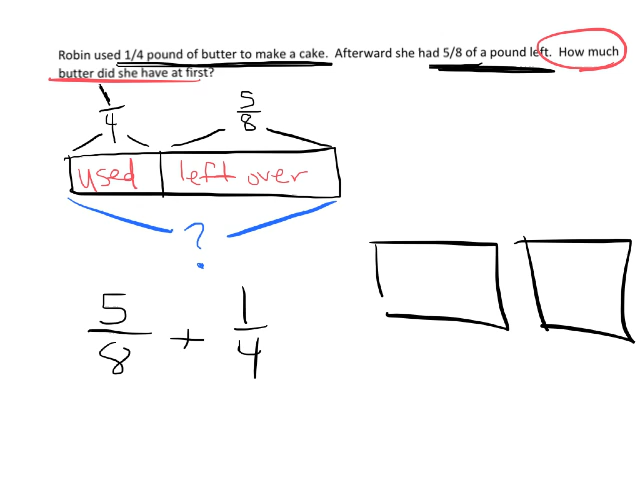 Robin used 1/4 pound of butter to make a cake. Afterward she had 5/8 of a pound left. How much
butter did she have at first?
1/4 5/8
used left over
?
5/8 + 1/4